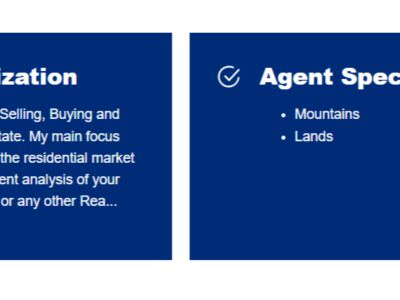 ization
Selling, Buying and
tate. My main focus
the residential market
ent analysis of your
or any other Rea...
Agent Spec
Mountains
Lands